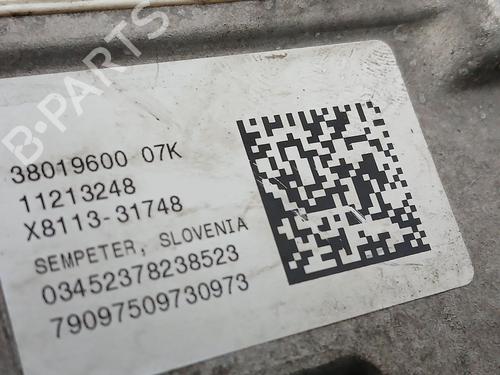 B-PARTS
38019600 07K
11213248
X8113-31748
SEMPETER, SLOVENIA
03452378238523
79097509730973